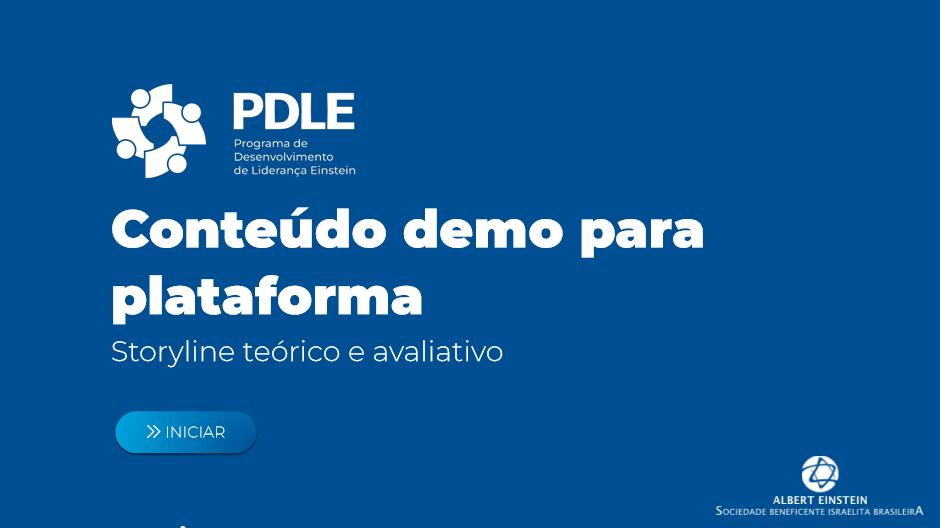 PDLE
Programa de
Desenvolvimento
de Liderança Einstein
Conteúdo demo para
plataforma
Storyline teórico e avaliativo
INICIAR
ALBERT EINSTEIN
SOCIEDADE BENEFICENTE ISRAELITA BRASILEIRA